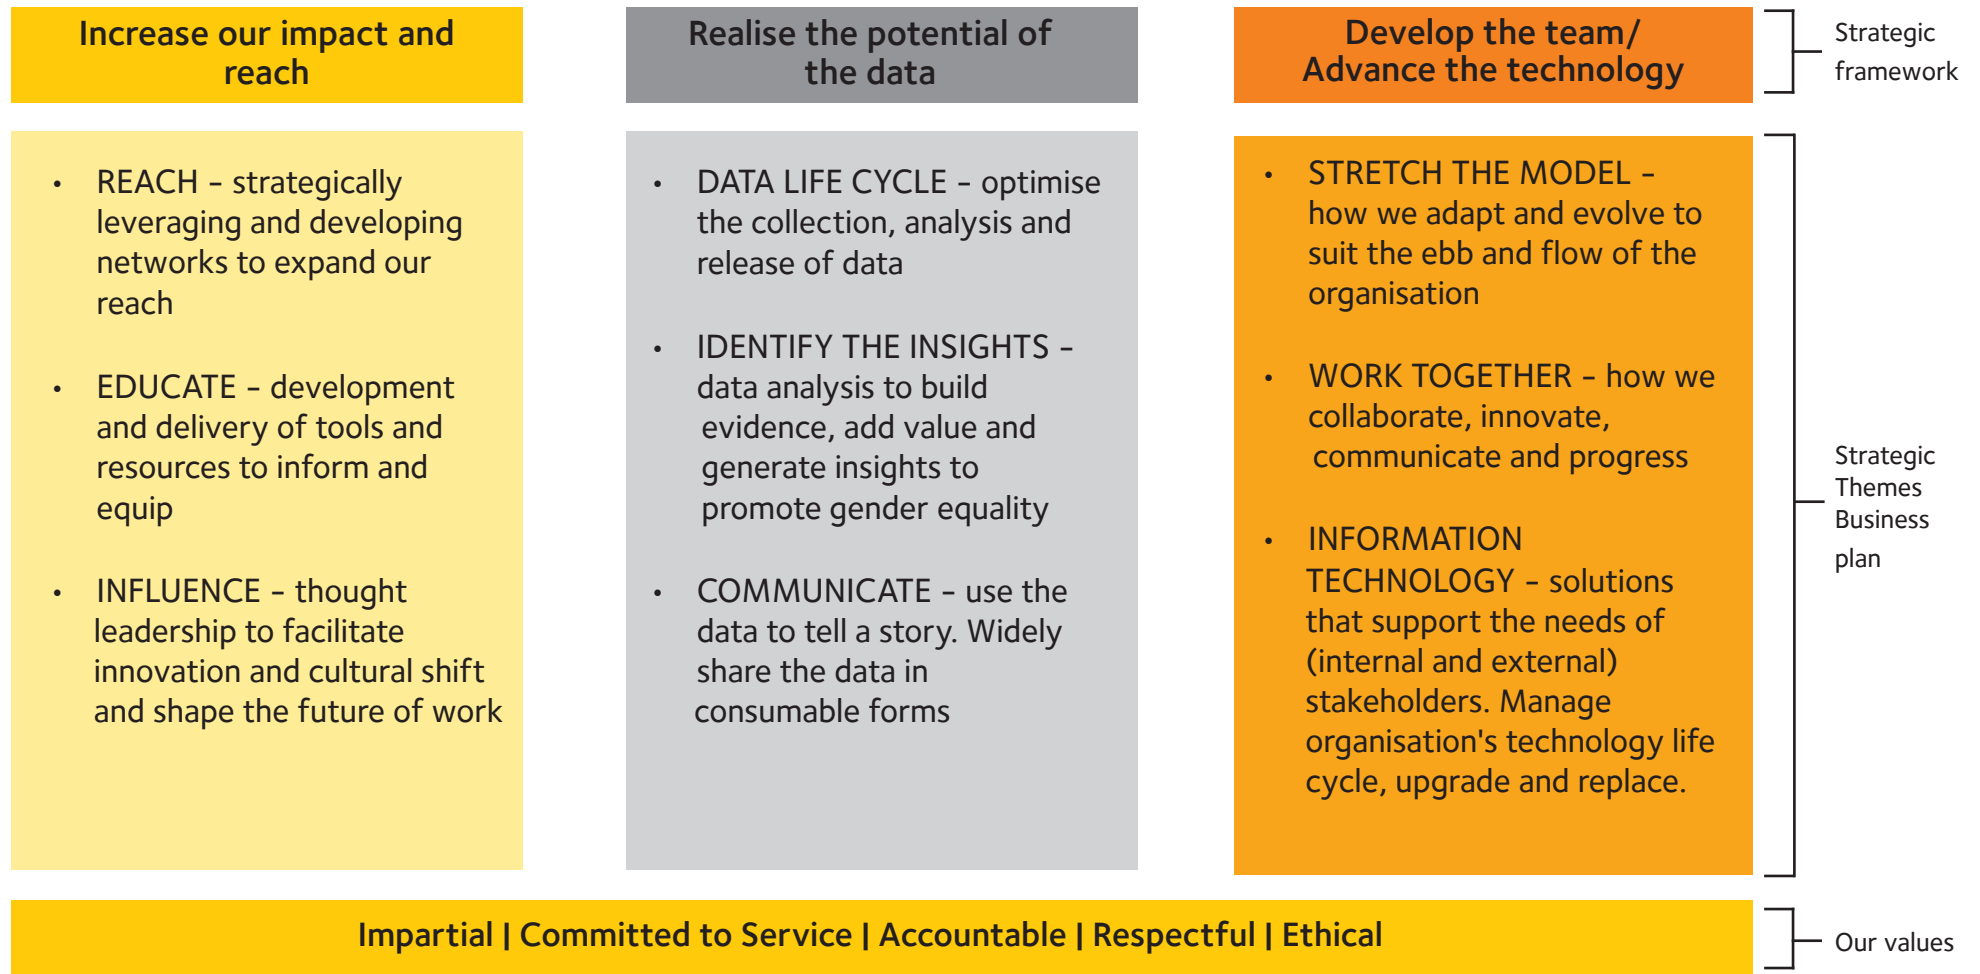 Increase our impact and
reach
Realise the potential of
the data
Develop the team/
Advance the technology
Strategic
framework
• REACH – strategically
leveraging and developing
networks to expand our
reach
• EDUCATE – development
and delivery of tools and
resources to inform and
equip
• INFLUENCE – thought
leadership to facilitate
innovation and cultural shift
and shape the future of work
• DATA LIFE CYCLE – optimise
the collection, analysis and
release of data
• IDENTIFY THE INSIGHTS –
data analysis to build
evidence, add value and
generate insights to
promote gender equality
• COMMUNICATE – use the
data to tell a story. Widely
share the data in
consumable forms
• STRETCH THE MODEL –
how we adapt and evolve to
suit the ebb and flow of the
organisation
• WORK TOGETHER – how we
collaborate, innovate,
communicate and progress
• INFORMATION
TECHNOLOGY – solutions
that support the needs of
(internal and external)
stakeholders. Manage
organisation's technology life
cycle, upgrade and replace.
Strategic
Themes
Business
plan
Impartial | Committed to Service | Accountable | Respectful | Ethical
Our values